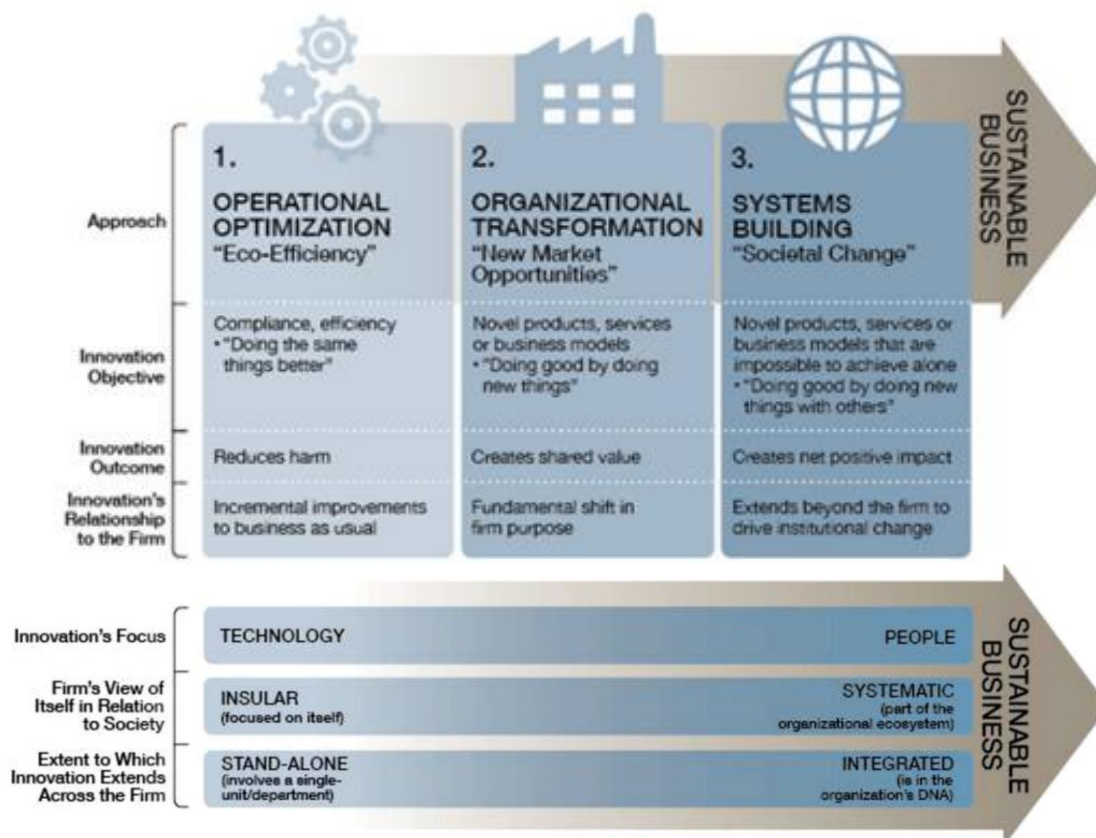 SUSTAINABLE
BUSINESS
Approach
1.
OPERATIONAL
OPTIMIZATION
“Eco-Efficiency”
2.
ORGANIZATIONAL
TRANSFORMATION
“New Market
Opportunities”
3.
SYSTEMS
BUILDING
“Societal Change”
Innovation
Objective
Compliance, efficiency
• “Doing the same
things better”
Novel products, services
or business models
• “Doing good by doing
new things”
Novel products, services or
business models that are
impossible to achieve alone
• “Doing good by doing new
things with others”
Innovation
Outcome
Reduces harm
Creates shared value
Creates net positive impact
Innovation's
Relationship
to the Firm
Incremental improvements
to business as usual
Fundamental shift in
firm purpose
Extends beyond the firm to
drive institutional change
Innovation's Focus
TECHNOLOGY
PEOPLE
SUSTAINABLE
BUSINESS
Firm's View of
Itself in Relation
to Society
INSULAR
(focused on itself)
SYSTEMATIC
(part of the
organizational ecosystem)
Extent to Which
Innovation Extends
Across the Firm
STAND-ALONE
(involves a single-
unit/department)
INTEGRATED
(is in the
organization's DNA)